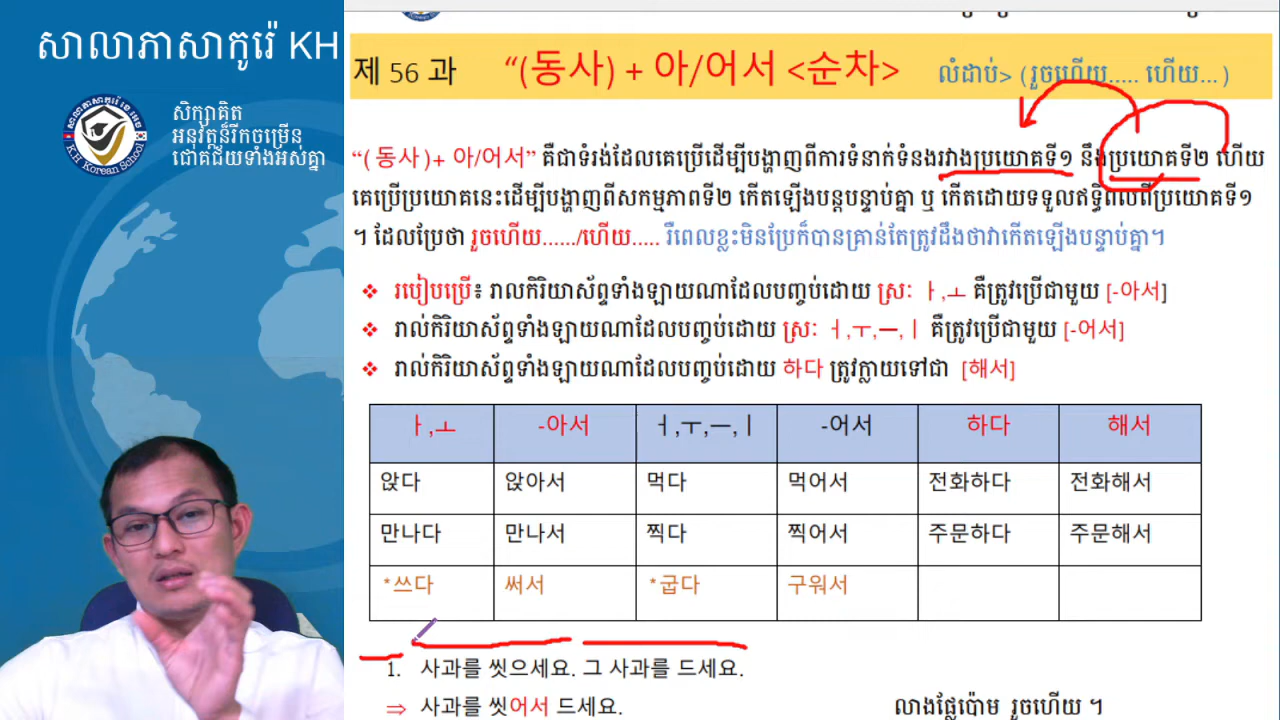 សាលាភាសាកូរ៉េ KH
K.H Korean School
សិក្សាគិត
អនុវត្តន៍រីកចម្រើន
ជោគជ័យទាំងអស់គ្នា
제 56 과 “(동사) + 아/어서 <순차> លំដាប់> (រួចហើយ..... ហើយ...)
“(동사)+ 아/어서” គឺជាទំរង់ដែលគេប្រើដើម្បីបង្ហាញពីការទំនាក់ទំនងរវាងប្រយោគទី១ នឹងប្រយោគទី២ ហើយ
គេប្រើប្រយោគនេះដើម្បីបង្ហាញពីសកម្មភាពទី២ កើតឡើងបន្តបន្ទាប់គ្នា ឬ កើតដោយទទួលឥទ្ធិពលពីប្រយោគទី១
។ ដែលប្រែថា រួចហើយ....../ហើយ..... រឺពេលខ្លះមិនប្រែក៏បានគ្រាន់តែត្រូវដឹងថាវាកើតឡើងបន្ទាប់គ្នា។
❖ របៀបប្រើ៖ រាលកិរិយាស័ព្ទទាំងឡាយណាដែលបញ្ចប់ដោយ ស្រៈ ㅏ,ㅗ គឺត្រូវប្រើជាមួយ [-아서]
❖ រាល់កិរិយាស័ព្ទទាំងឡាយណាដែលបញ្ចប់ដោយ ស្រៈ ㅓ,ㅜ,ㅡ,ㅣ គឺត្រូវប្រើជាមួយ [-어서]
❖ រាល់កិរិយាស័ព្ទទាំងឡាយណាដែលបញ្ចប់ដោយ 하다 ត្រូវក្លាយទៅជា [해서]
ㅏ,ㅗ -아서 ㅓ,ㅜ,ㅡ,ㅣ -어서 하다 해서
앉다 앉아서 먹다 먹어서 전화하다 전화해서
만나다 만나서 찍다 찍어서 주문하다 주문해서
*쓰다 써서 *굽다 구워서
1. 사과를 씻으세요. 그 사과를 드세요.
⇒ 사과를 씻어서 드세요. លាងផ្លែប៉ោម រួចហើយ ។